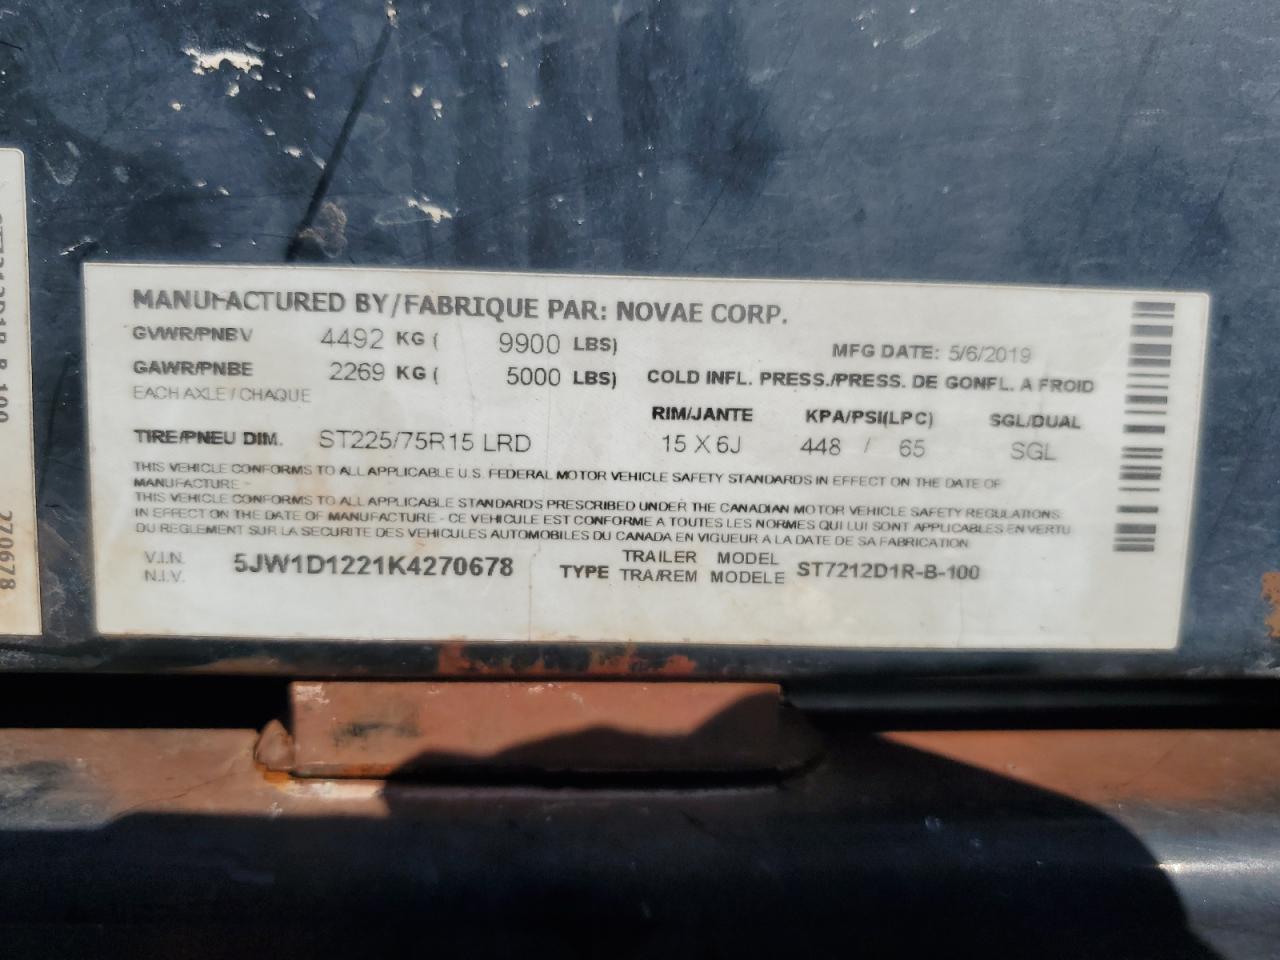 MANUFACTURED BY/FABRIQUE PAR: NOVAE CORP.
GVWR/PNBV 4492 KG ( 9900 LBS) MFG DATE: 5/6/2019
GAWR/PNBE 2269 KG ( 5000 LBS) COLD INFL. PRESS./PRESS. DE GONFL. A FROID
EACH AXLE / CHAQUE
RIM/JANTE KPA/PSI(LPC) SGL/DUAL
TIRE/PNEU DIM. ST225/75R15 LRD 15 X 6J 448 / 65 SGL
THIS VEHICLE CONFORMS TO ALL APPLICABLE U.S. FEDERAL MOTOR VEHICLE SAFETY STANDARDS IN EFFECT ON THE DATE OF
MANUFACTURE -
THIS VEHICLE CONFORMS TO ALL APPLICABLE STANDARDS PRESCRIBED UNDER THE CANADIAN MOTOR VEHICLE SAFETY REGULATIONS
IN EFFECT ON THE DATE OF MANUFACTURE - CE VEHICULE EST CONFORME A TOUTES LES NORMES QUI LUI SONT APPLICABLES EN VERTU
DU REGLEMENT SUR LA SECURITE DES VEHICULES AUTOMOBILES DU CANADA EN VIGUEUR A LA DATE DE SA FABRICATION
V.I.N. 5JW1D1221K4270678 TYPE TRAILER MODEL ST7212D1R-B-100
N.I.V. TRA/REM MODELE
270678